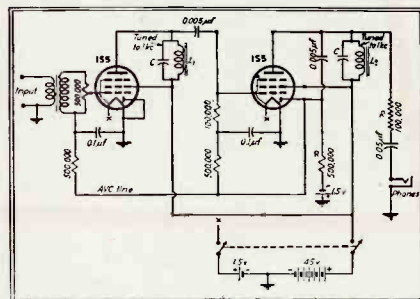 0.005μf
Tuned to 1kc
C
L₁
1S5
Input
500,000
0.1μf
500,000
AVC line
1S5
100,000
500,000
0.1μf
0.005μf
Tuned to 1kc
C
L₂
R
500,000
1.5v
100,000
0.05μf
Phones
x
x
x
1.5v
45v